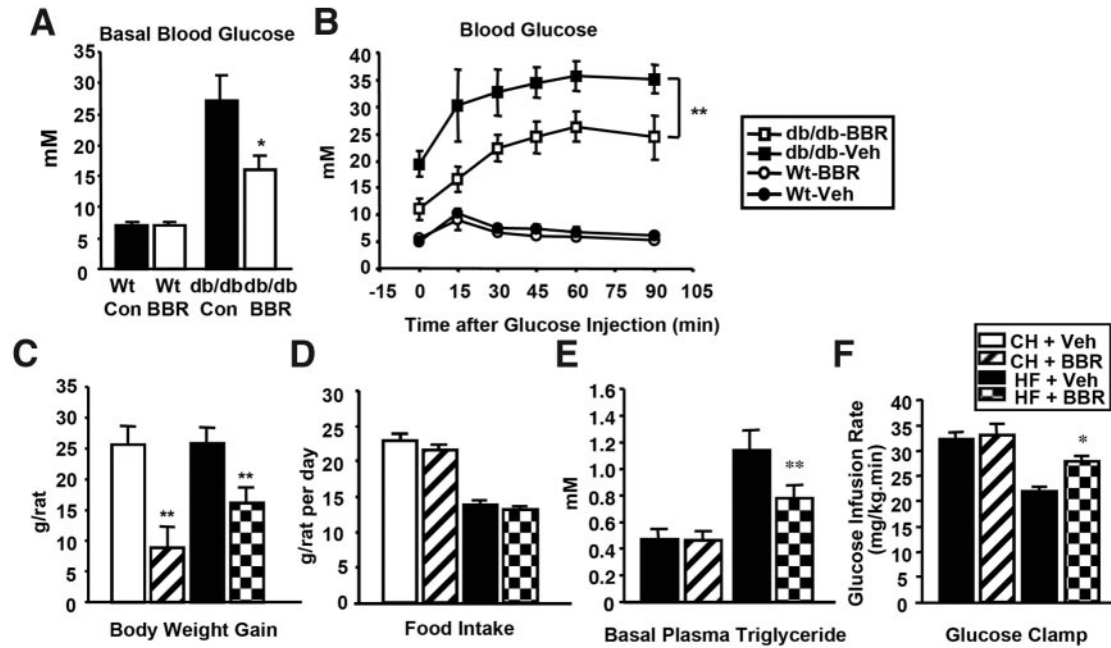 A
Basal Blood Glucose
35
30
25
20
15
10
5
0
mM
*
Wt Wt db/db db/db
Con BBR Con BBR
B
Blood Glucose
40
35
30
25
20
15
10
5
0
mM
**
-15 0 15 30 45 60 75 90 105
Time after Glucose Injection (min)
db/db-BBR
db/db-Veh
Wt-BBR
Wt-Veh
C
35
30
25
20
15
10
5
0
g/rat
**
**
Body Weight Gain
D
30
25
20
15
10
5
0
g/rat per day
Food Intake
E
1.6
1.4
1.2
1.0
0.8
0.6
0.4
0.2
0
mM
**
Basal Plasma Triglyceride
F
CH + Veh
CH + BBR
HF + Veh
HF + BBR
40
35
30
25
20
15
10
5
0
Glucose Infusion Rate
(mg/kg.min)
*
Glucose Clamp